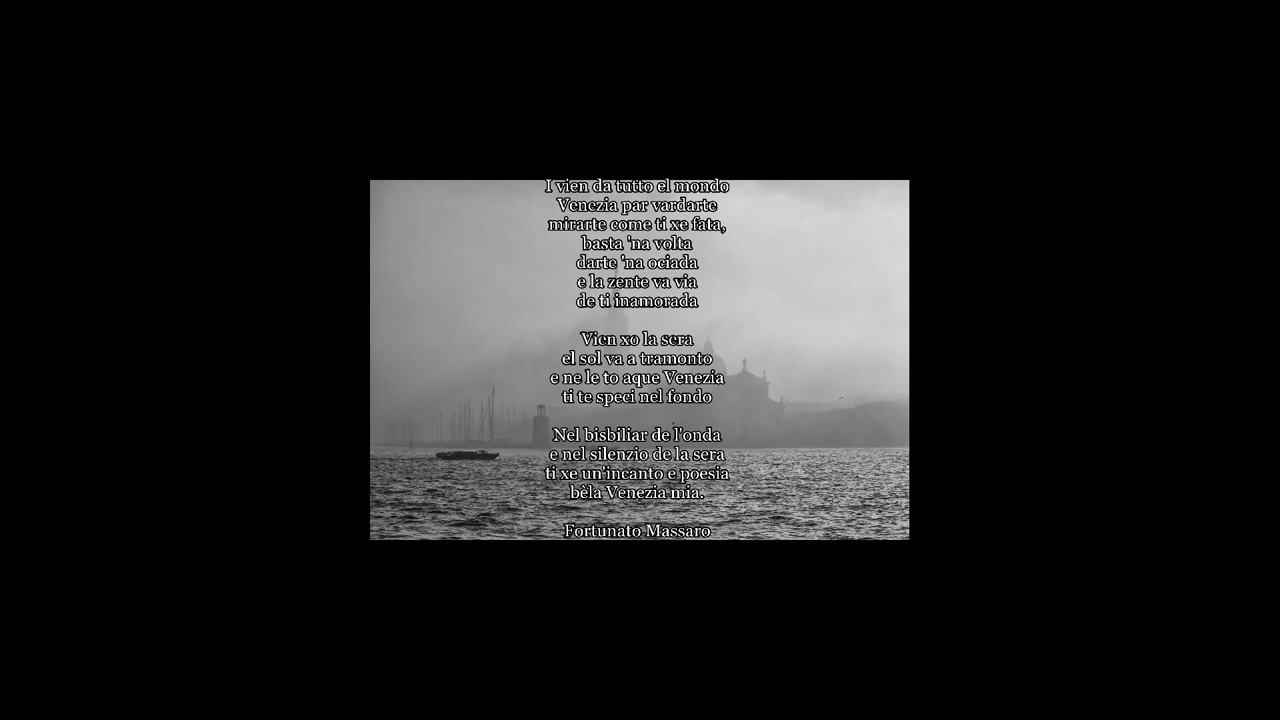 I vien da tutto el mondo
Venezia par vardarte
mirarte come ti xe fata,
basta 'na volta
darte 'na ociada
e la zente va via
de ti inamorada
Vien xo la sera
el sol va a tramonto
e ne le to aque Venezia
ti te speci nel fondo
Nel bisbiliar de l'onda
e nel silenzio de la sera
ti xe un'incanto e poesia
bèla Venezia mia.
Fortunato Massaro